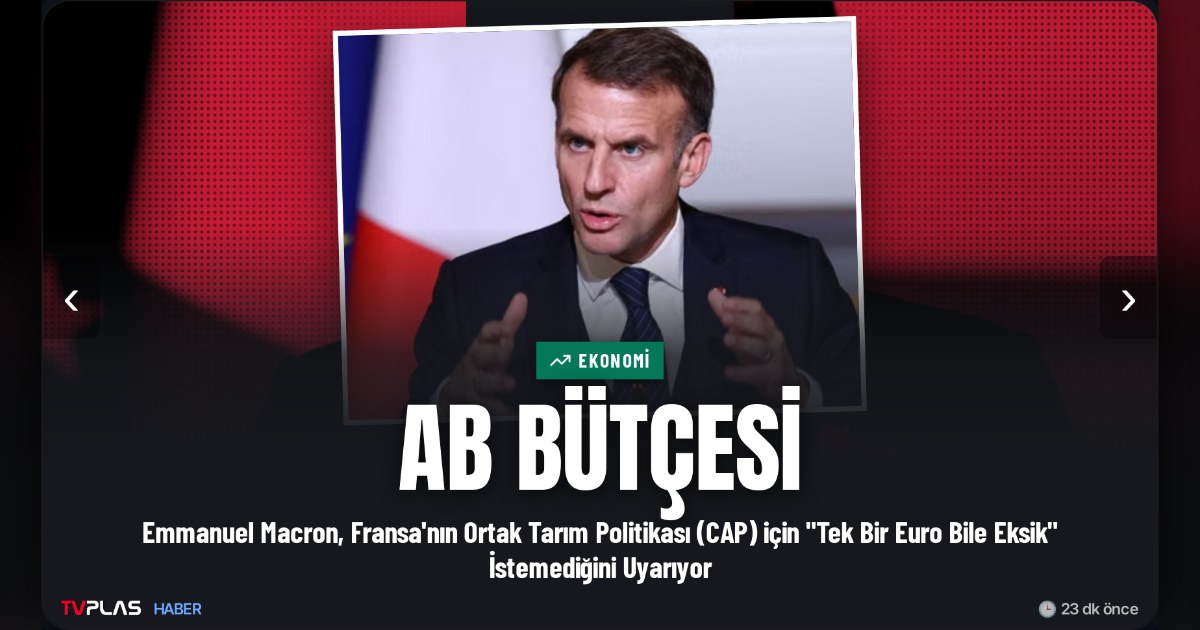 EKONOMİ
AB BÜTÇESİ
Emmanuel Macron, Fransa'nın Ortak Tarım Politikası (CAP) için "Tek Bir Euro Bile Eksik"
İstemediğini Uyarıyor
TVPLAS HABER
23 dk önce